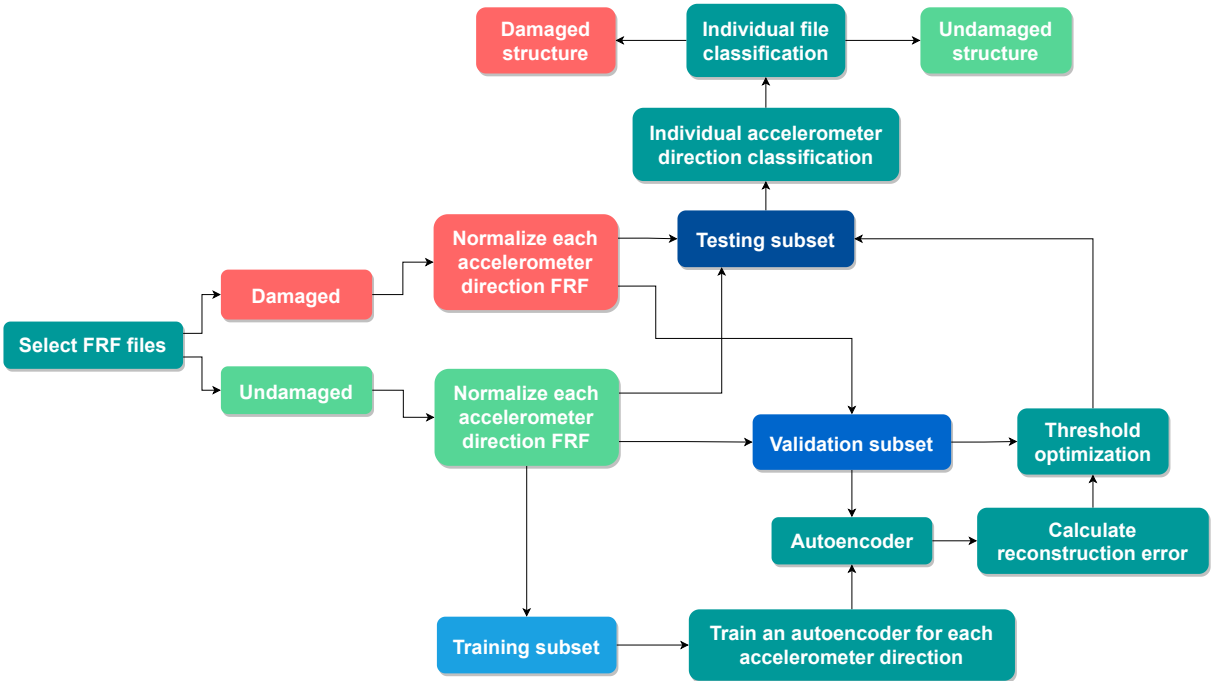 Damaged
structure
Individual file
classification
Undamaged
structure
Individual accelerometer
direction classification
Normalize each
accelerometer
direction FRF
Testing subset
Damaged
Select FRF files
Undamaged
Normalize each
accelerometer
direction FRF
Validation subset
Threshold
optimization
Autoencoder
Calculate
reconstruction error
Training subset
Train an autoencoder for each
accelerometer direction